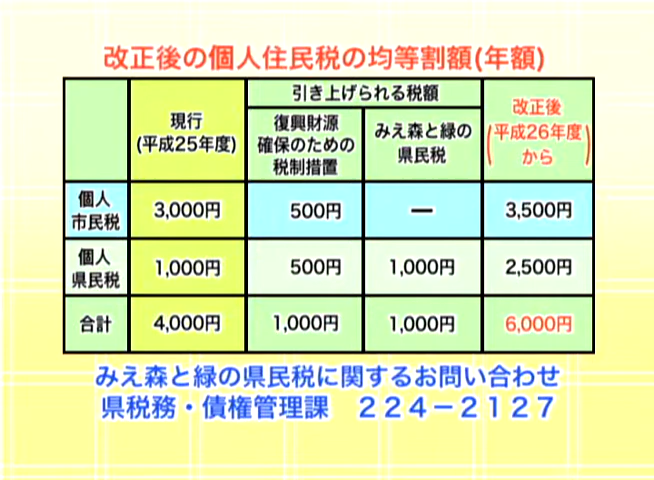 改正後の個人住民税の均等割額(年額)
現行
(平成25年度)
引き上げられる税額
復興財源
確保のための
税制措置
みえ森と緑の
県民税
改正後
(平成26年度)
から
個人
市民税
3,000円
500円
ー
3,500円
個人
県民税
1,000円
500円
1,000円
2,500円
合計
4,000円
1,000円
1,000円
6,000円
みえ森と緑の県民税に関するお問い合わせ
県税務・債権管理課　２２４－２１２７